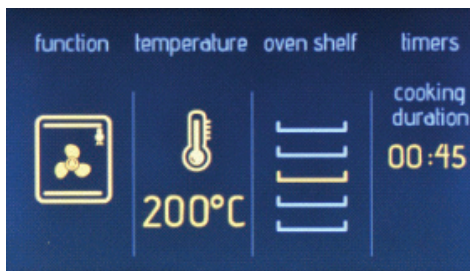 function
temperature
oven shelf
timers
cooking
duration
00:45
200°C